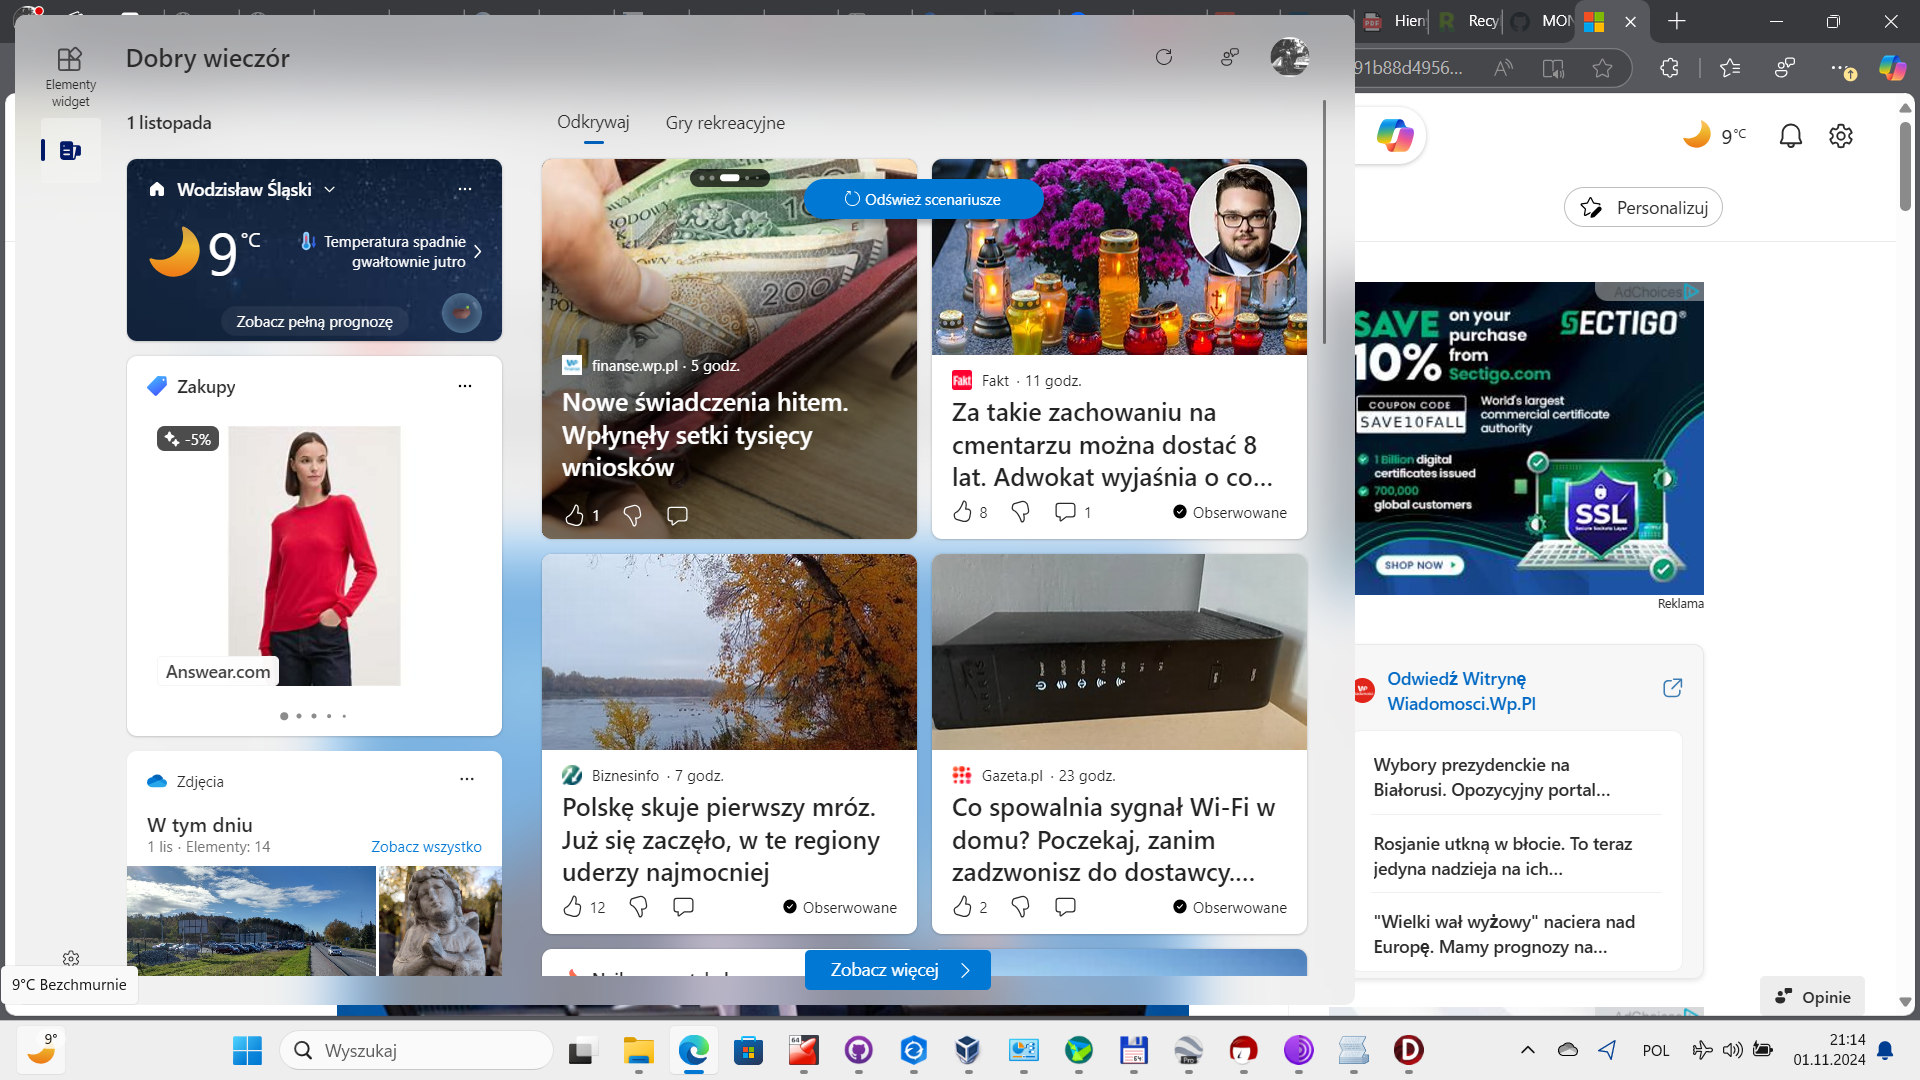 Hien
Recy
MON
91b88d4956...
Elementy
widget
Dobry wieczór
1 listopada
Odkrywaj
Gry rekreacyjne
Wodzisław Śląski
9 °C
Temperatura spadnie
gwałtownie jutro
Zobacz pełną prognozę
Odśwież scenariusze
finanse.wp.pl · 5 godz.
Nowe świadczenia hitem.
Wpłynęły setki tysięcy
wniosków
1
Fakt
Fakt · 11 godz.
Za takie zachowaniu na
cmentarzu można dostać 8
lat. Adwokat wyjaśnia o co...
8
1
Obserwowane
Zakupy
-5%
Answear.com
Zdjęcia
W tym dniu
1 lis · Elementy: 14
Zobacz wszystko
Biznesinfo · 7 godz.
Polskę skuje pierwszy mróz.
Już się zaczęło, w te regiony
uderzy najmocniej
12
Obserwowane
Gazeta.pl · 23 godz.
Co spowalnia sygnał Wi-Fi w
domu? Poczekaj, zanim
zadzwonisz do dostawcy....
2
Obserwowane
Zobacz więcej
9°C
Personalizuj
AdChoices
SAVE
10%
on your
purchase
from
Sectigo.com
SECTIGO®
COUPON CODE
SAVE10FALL
World's largest
commercial certificate
authority
1 Billion digital
certificates issued
700,000
global customers
SSL
Secure Sockets Layer
SHOP NOW
Reklama
Odwiedź Witrynę
Wiadomosci.Wp.Pl
Wybory prezydenckie na
Białorusi. Opozycyjny portal...
Rosjanie utkną w błocie. To teraz
jedyna nadzieja na ich...
"Wielki wał wyżowy" naciera nad
Europę. Mamy prognozy na...
AdChoices
Opinie
9°C Bezchmurnie
9°
Wyszukaj
64
64
Pro
D
POL
21:14
01.11.2024